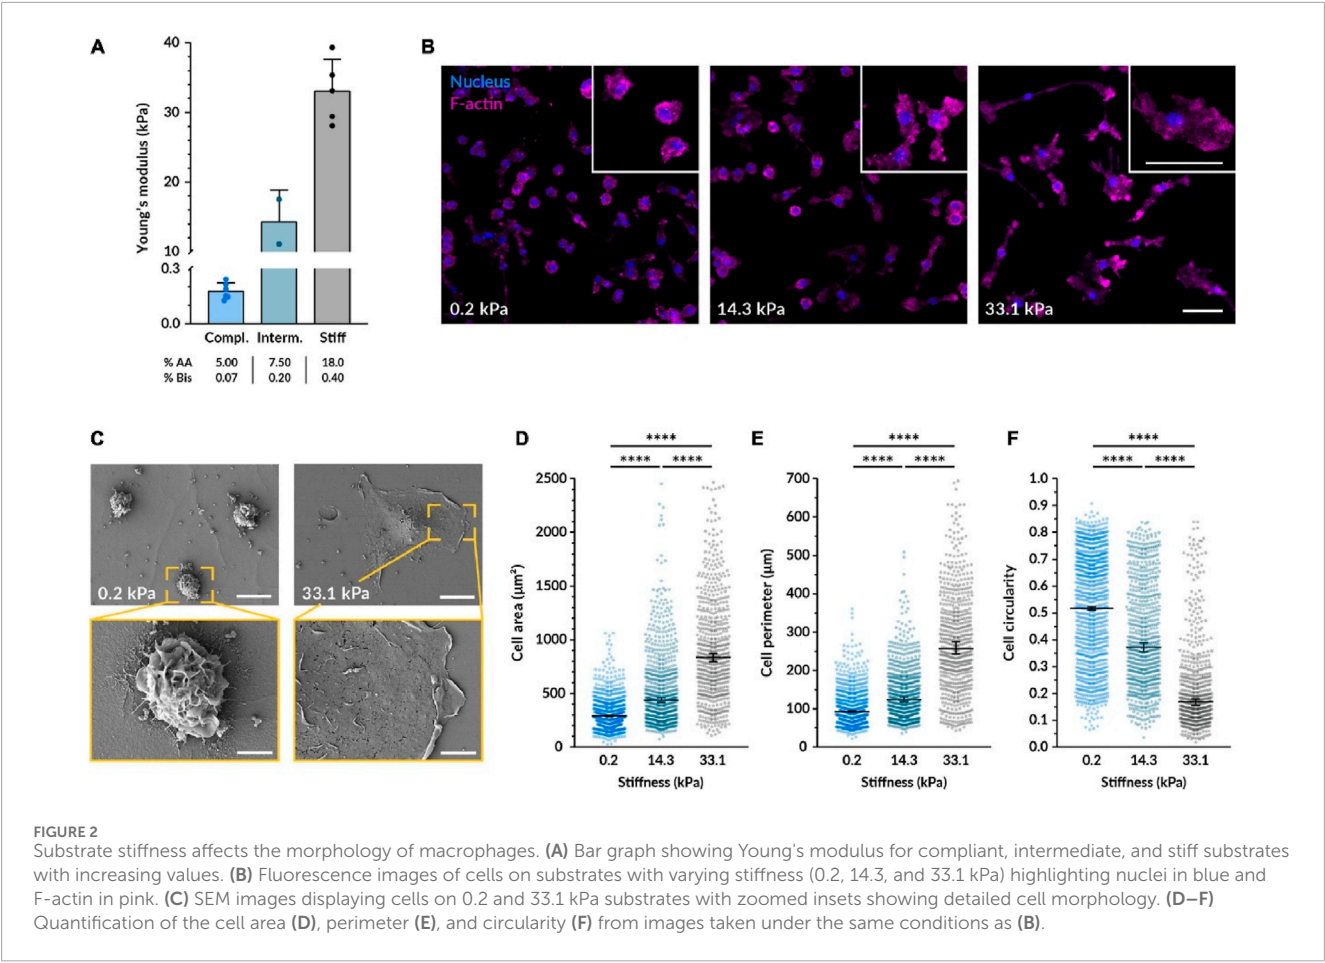 A
Young's modulus (kPa)
40
30
20
10
0.3
0.0
Compl. Interm. Stiff
% AA 5.00 7.50 18.0
% Bis 0.07 0.20 0.40
B
Nucleus
F-actin
0.2 kPa
14.3 kPa
33.1 kPa
C
0.2 kPa
33.1 kPa
D
****
**** ****
Cell area (µm²)
2500
2000
1500
1000
500
0
0.2 14.3 33.1
Stiffness (kPa)
E
****
**** ****
Cell perimeter (µm)
700
600
500
400
300
200
100
0
0.2 14.3 33.1
Stiffness (kPa)
F
****
**** ****
Cell circularity
1.0
0.9
0.8
0.7
0.6
0.5
0.4
0.3
0.2
0.1
0.0
0.2 14.3 33.1
Stiffness (kPa)
FIGURE 2
Substrate stiffness affects the morphology of macrophages. (A) Bar graph showing Young's modulus for compliant, intermediate, and stiff substrates
with increasing values. (B) Fluorescence images of cells on substrates with varying stiffness (0.2, 14.3, and 33.1 kPa) highlighting nuclei in blue and
F-actin in pink. (C) SEM images displaying cells on 0.2 and 33.1 kPa substrates with zoomed insets showing detailed cell morphology. (D–F)
Quantification of the cell area (D), perimeter (E), and circularity (F) from images taken under the same conditions as (B).